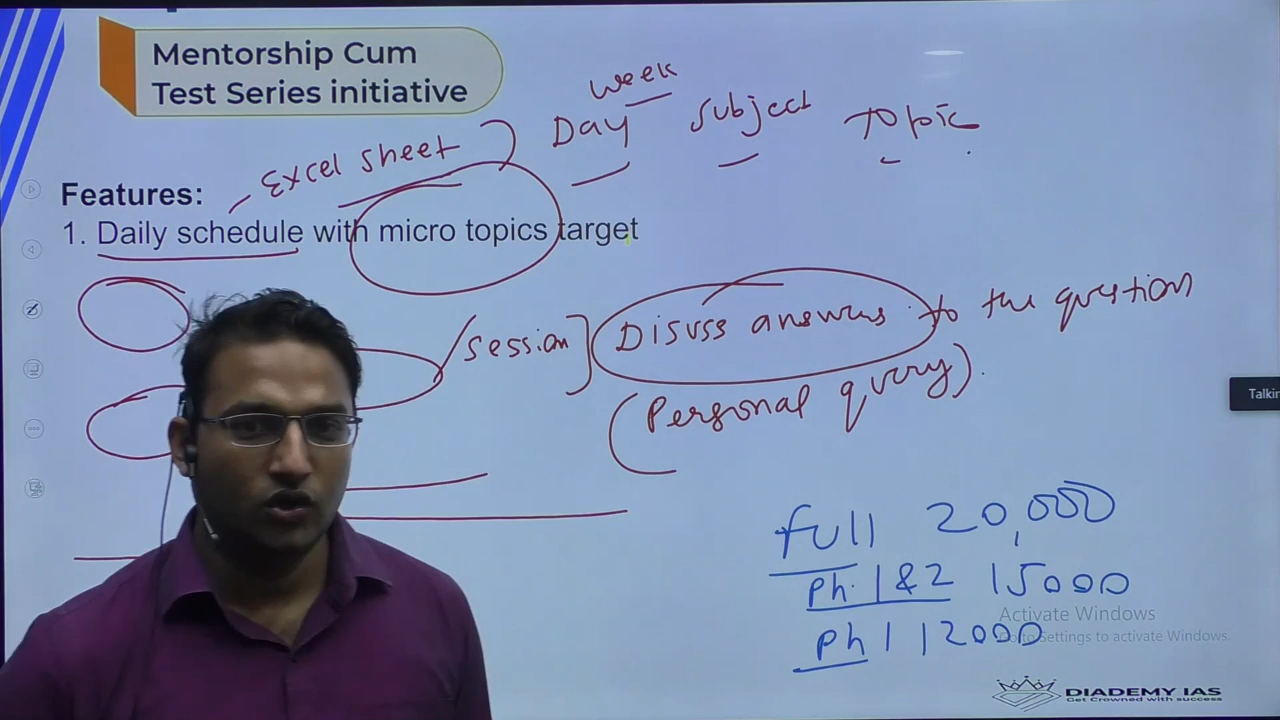 Mentorship Cum
Test Series initiative
Week
Day Subject Topic
Excel Sheet
Features:
1. Daily schedule with micro topics target
/Session] Disuss answers to the question
(Personal query).
Talkin
full 20,000
Ph. 1 & 2 15000
Ph 1 12000
Activate Windows
Go to Settings to activate Windows.
DIADEMY IAS
Get Crowned with success